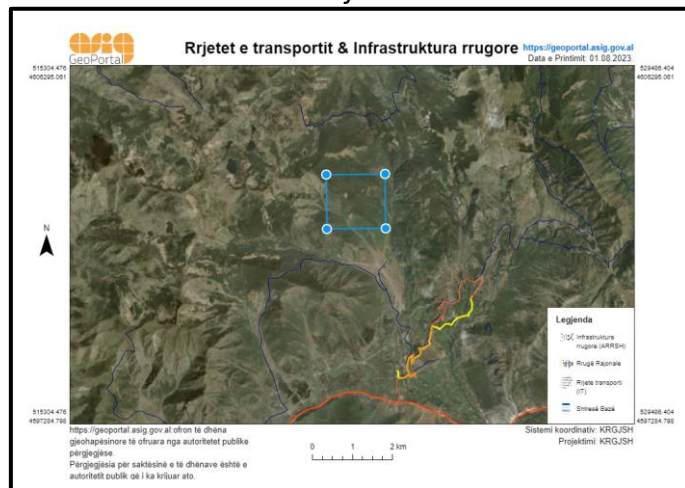 asig
GeoPortal
Rrjetet e transportit & Infrastruktura rrugore
https://geoportal.asig.gov.al
Data e Printimit: 01.08.2023.
515304.476
4606295.061
529486.404
4606295.061
N
Legjenda
Infrastruktura
rrugore (ARRSH)
Rrugë Rajonale
Rrjete transporti
(IT)
Shtresë Bazë
515304.476
4597284.798
529486.404
4597284.798
https://geoportal.asig.gov.al ofron të dhëna
gjeohapësinore të ofruara nga autoritetet publike
përgjegjëse.
Përgjegjësia për saktësinë e të dhënave është e
autoritetit publik që i ka krijuar ato.
0 1 2 km
Sistemi koordinativ: KRGJSH
Projektimi: KRGJSH